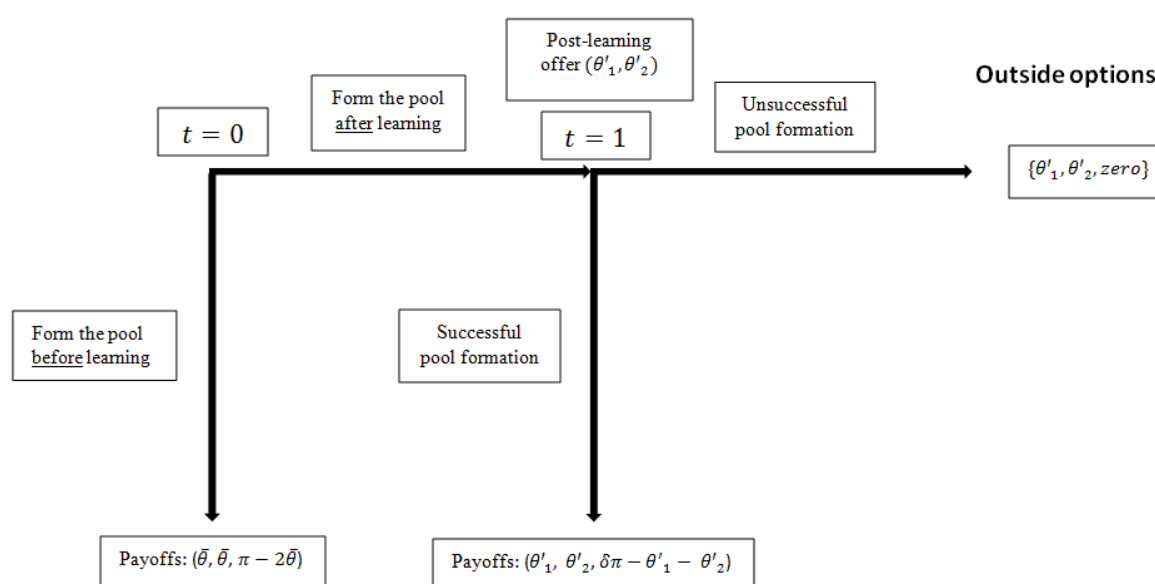 Post-learning
offer (θ'₁,θ'₂)
Outside options
Form the pool
after learning
Unsuccessful
pool formation
t = 0
t = 1
{θ'₁, θ'₂, zero}
Form the pool
before learning
Successful
pool formation
Payoffs: (θ̄, θ̄, π − 2θ̄)
Payoffs: (θ'₁, θ'₂, δπ − θ'₁ − θ'₂)